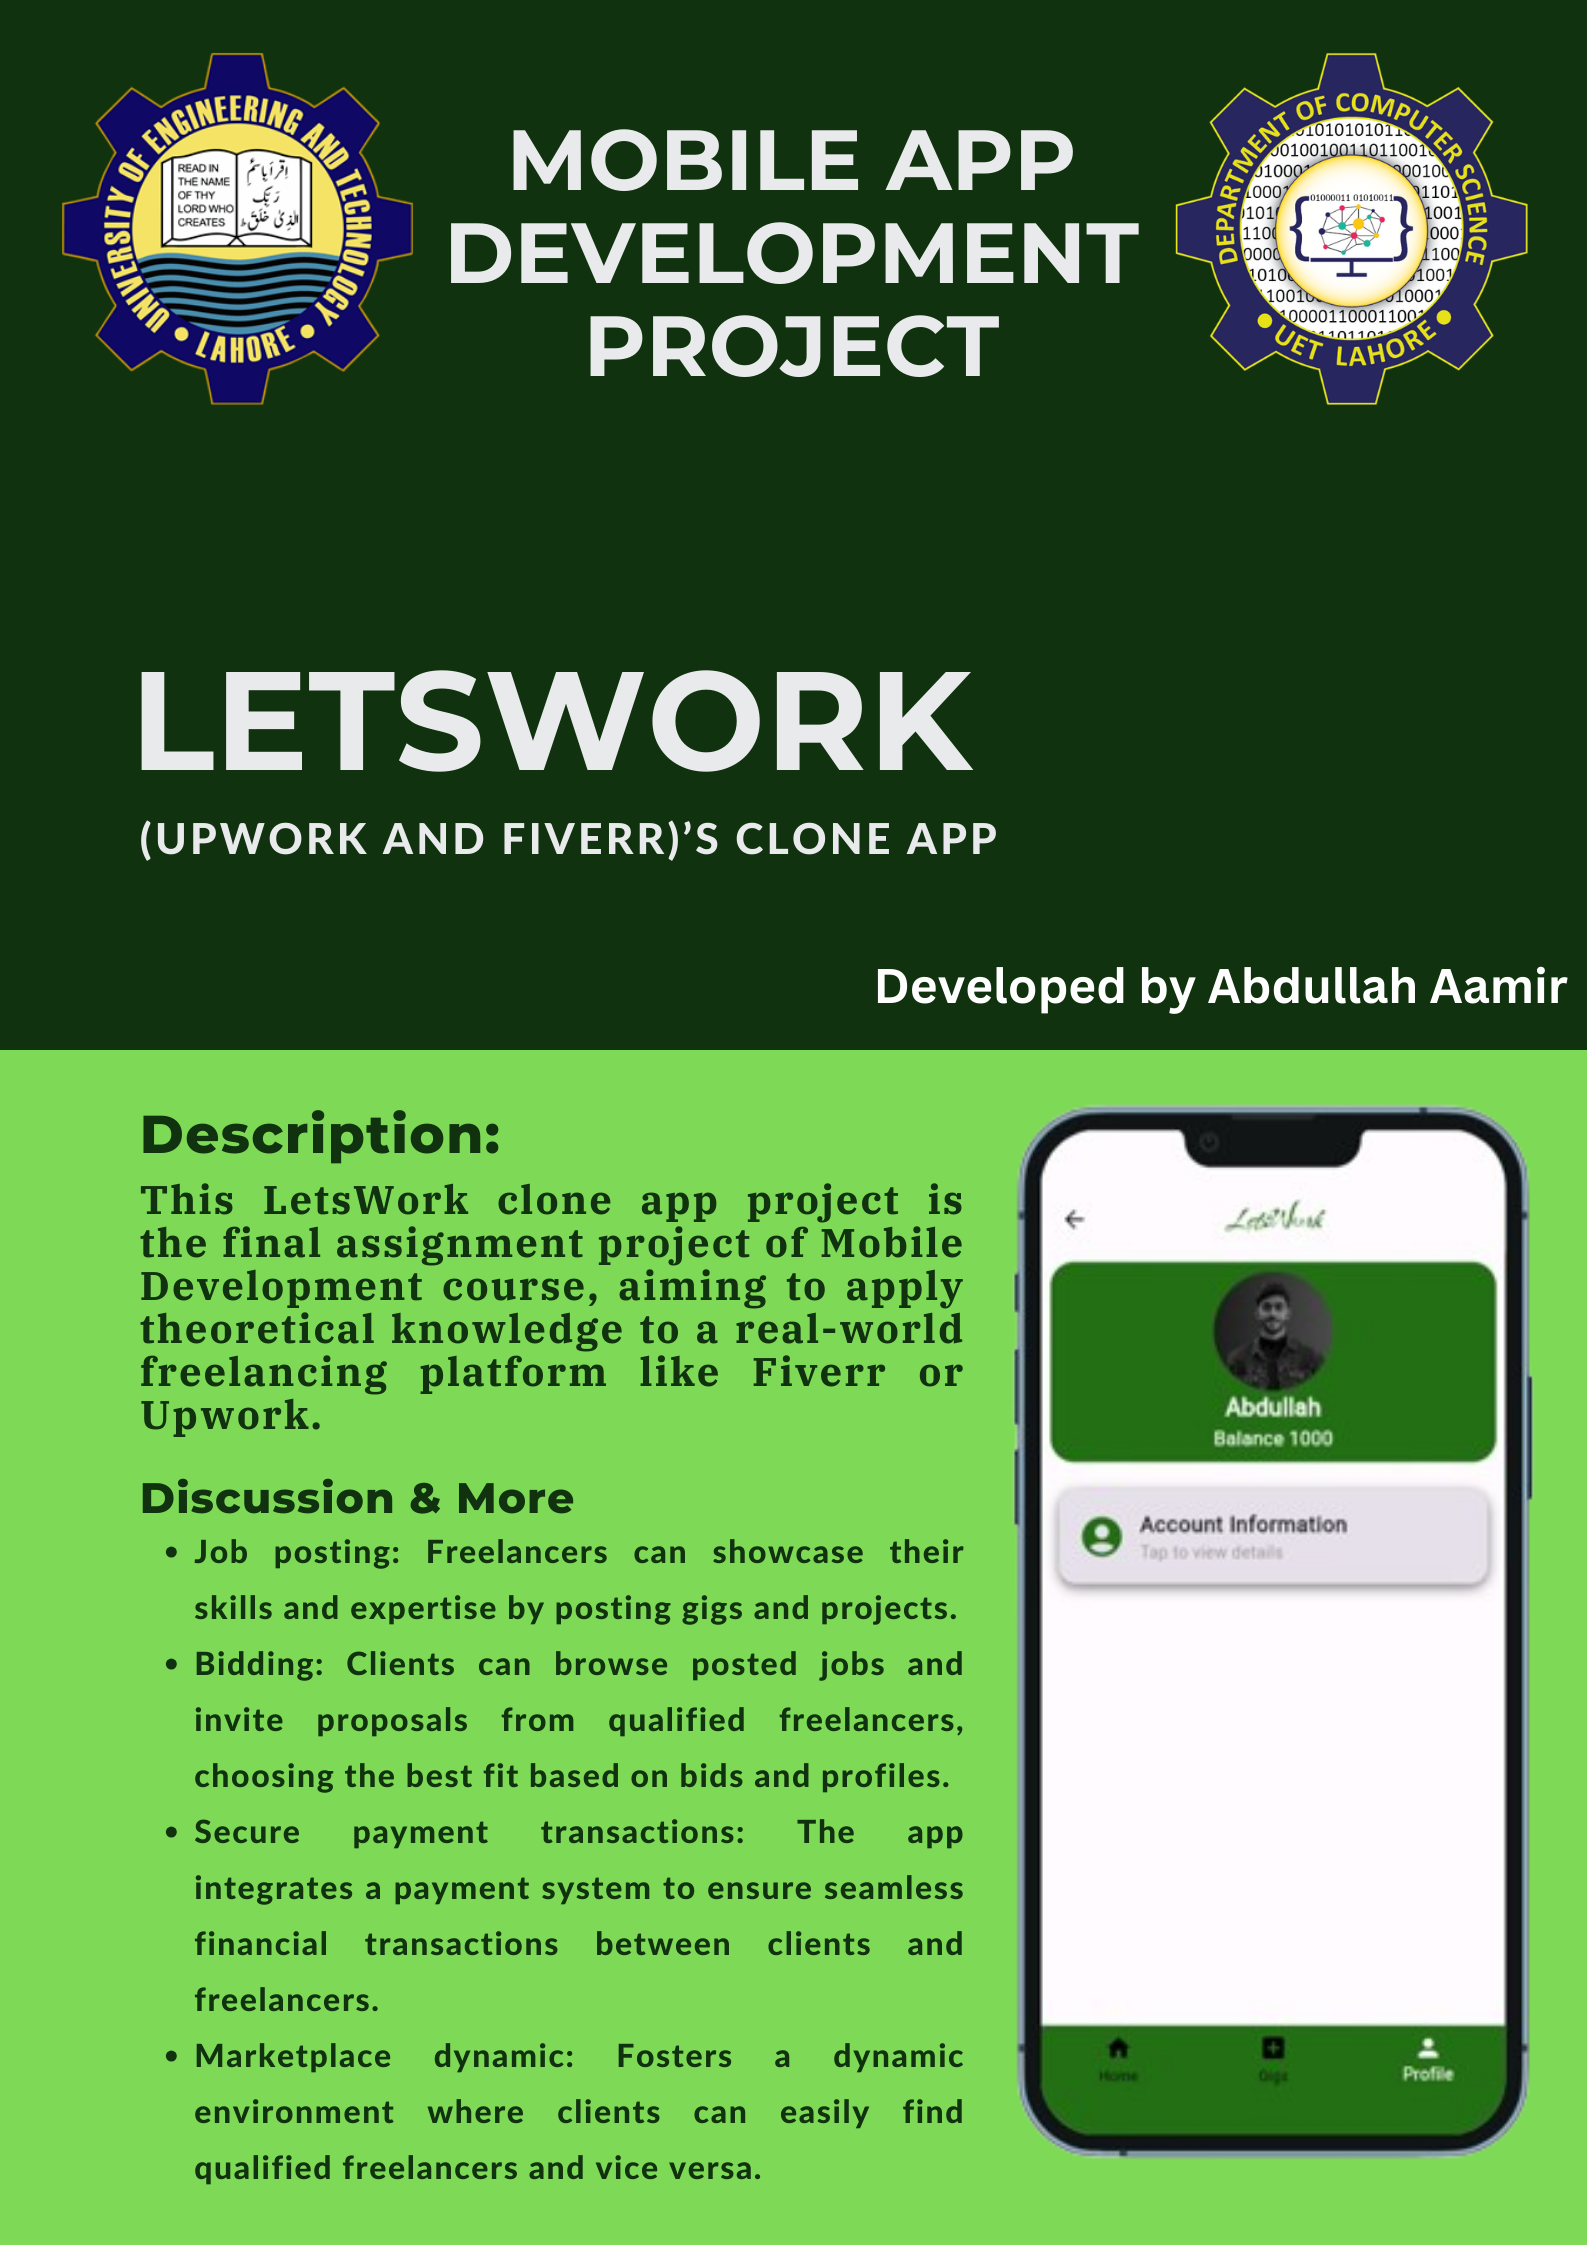 UNIVERSITY OF ENGINEERING AND TECHNOLOGY
• LAHORE •
READ IN
THE NAME
OF THY
LORD WHO
CREATES
اِقرَاْبِاسْمِ
رَبِّکَ
الَّذِیْ خَلَقَ
MOBILE APP
DEVELOPMENT
PROJECT
DEPARTMENT OF COMPUTER SCIENCE
01000011 01010011
• UET LAHORE •
LETSWORK
(UPWORK AND FIVERR)’S CLONE APP
Developed by Abdullah Aamir
Description:
This LetsWork clone app project is
the final assignment project of Mobile
Development course, aiming to apply
theoretical knowledge to a real-world
freelancing platform like Fiverr or
Upwork.
Discussion & More
• Job posting: Freelancers can showcase their
skills and expertise by posting gigs and projects.
• Bidding: Clients can browse posted jobs and
invite proposals from qualified freelancers,
choosing the best fit based on bids and profiles.
• Secure payment transactions: The app
integrates a payment system to ensure seamless
financial transactions between clients and
freelancers.
• Marketplace dynamic: Fosters a dynamic
environment where clients can easily find
qualified freelancers and vice versa.
LetsWork
Abdullah
Balance 1000
Account Information
Tap to view details
Home
Gigs
Profile